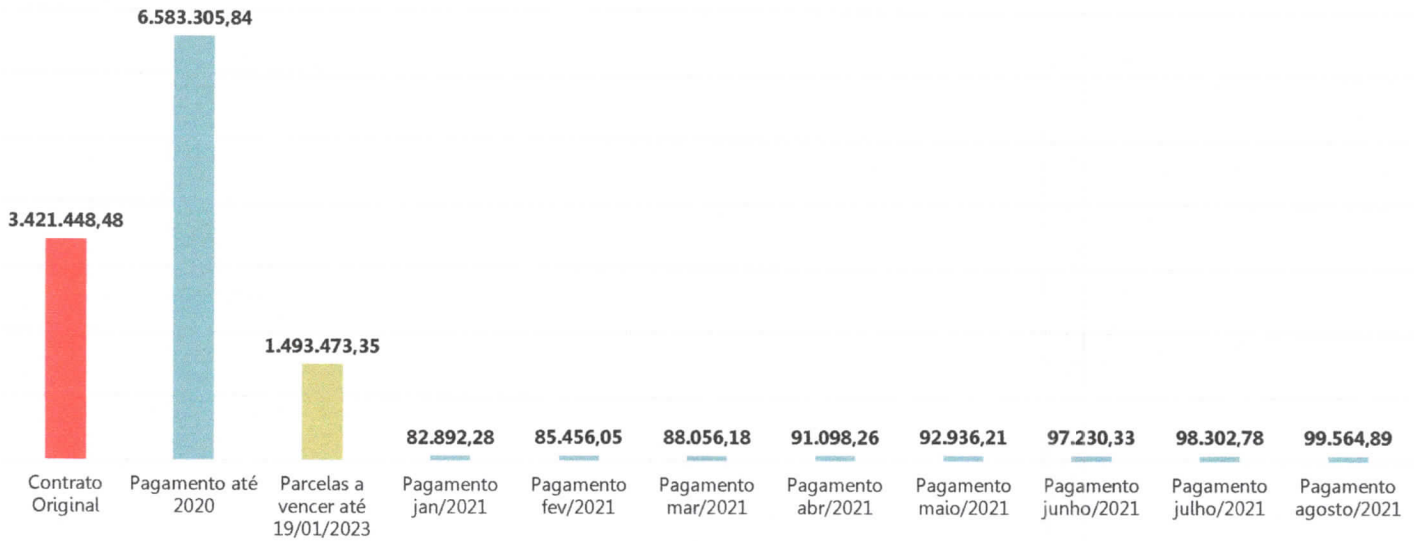 6.583.305,84
3.421.448,48
1.493.473,35
82.892,28
85.456,05
88.056,18
91.098,26
92.936,21
97.230,33
98.302,78
99.564,89
Contrato
Original
Pagamento até
2020
Parcelas a
vencer até
19/01/2023
Pagamento
jan/2021
Pagamento
fev/2021
Pagamento
mar/2021
Pagamento
abr/2021
Pagamento
maio/2021
Pagamento
junho/2021
Pagamento
julho/2021
Pagamento
agosto/2021